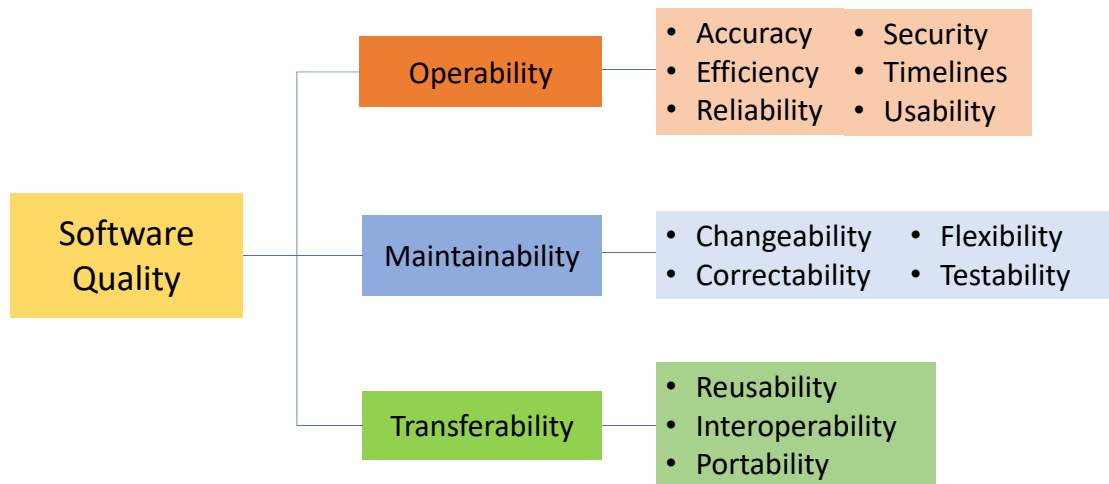 Software
Quality
Operability
• Accuracy
• Efficiency
• Reliability
• Security
• Timelines
• Usability
Maintainability
• Changeability
• Correctability
• Flexibility
• Testability
Transferability
• Reusability
• Interoperability
• Portability